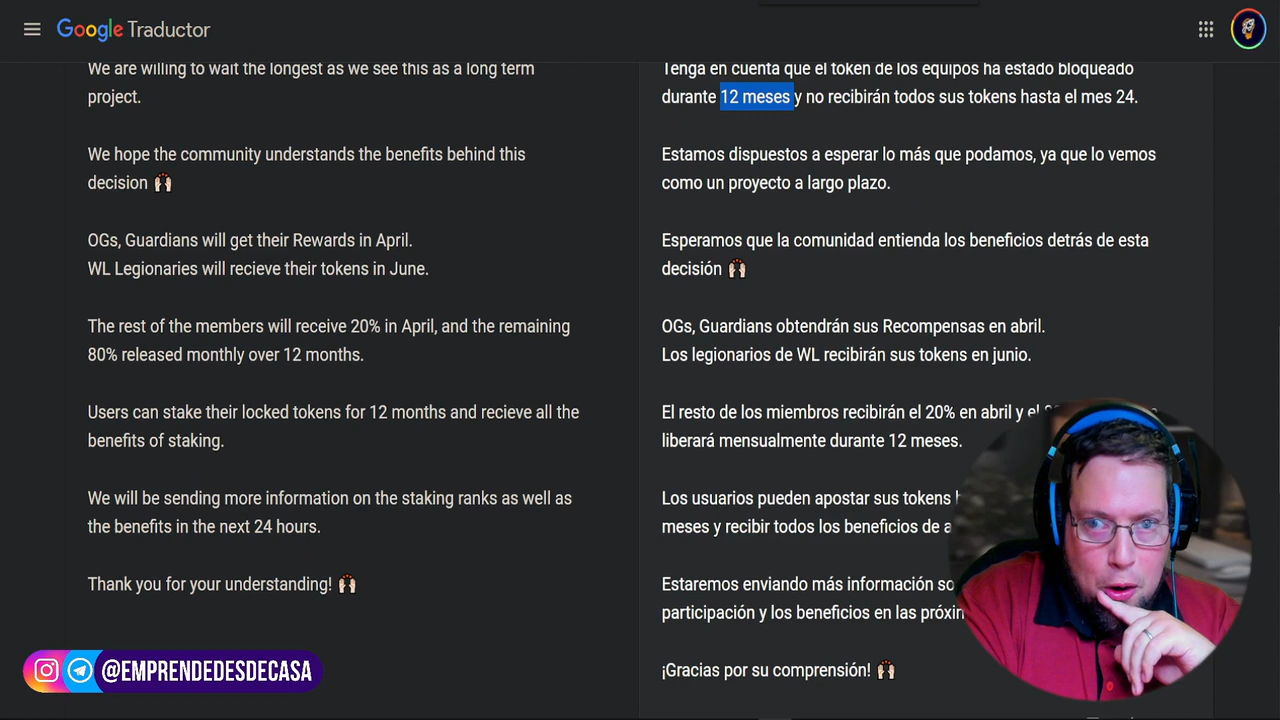 Google Traductor
We are willing to wait the longest as we see this as a long term
project.
We hope the community understands the benefits behind this
decision 🙌🏻
OGs, Guardians will get their Rewards in April.
WL Legionaries will recieve their tokens in June.
The rest of the members will receive 20% in April, and the remaining
80% released monthly over 12 months.
Users can stake their locked tokens for 12 months and recieve all the
benefits of staking.
We will be sending more information on the staking ranks as well as
the benefits in the next 24 hours.
Thank you for your understanding! 🙌🏻
Tenga en cuenta que el token de los equipos ha estado bloqueado
durante 12 meses y no recibirán todos sus tokens hasta el mes 24.
Estamos dispuestos a esperar lo más que podamos, ya que lo vemos
como un proyecto a largo plazo.
Esperamos que la comunidad entienda los beneficios detrás de esta
decisión 🙌🏻
OGs, Guardians obtendrán sus Recompensas en abril.
Los legionarios de WL recibirán sus tokens en junio.
El resto de los miembros recibirán el 20% en abril y el
liberará mensualmente durante 12 meses.
Los usuarios pueden apostar sus tokens
meses y recibir todos los beneficios de
Estaremos enviando más información
participación y los beneficios en las
¡Gracias por su comprensión! 🙌🏻
@EMPRENDEDESDECASA